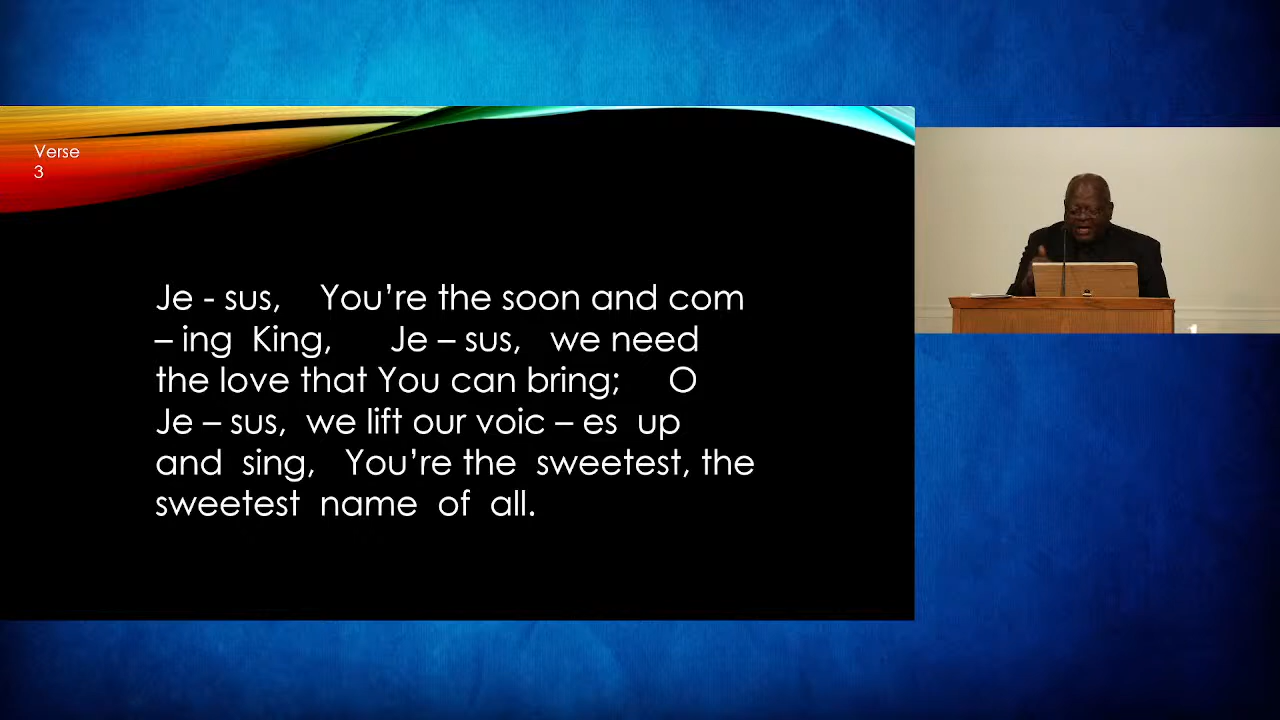 Verse
3
Je - sus, You’re the soon and com
– ing King, Je – sus, we need
the love that You can bring; O
Je – sus, we lift our voic – es up
and sing, You’re the sweetest, the
sweetest name of all.